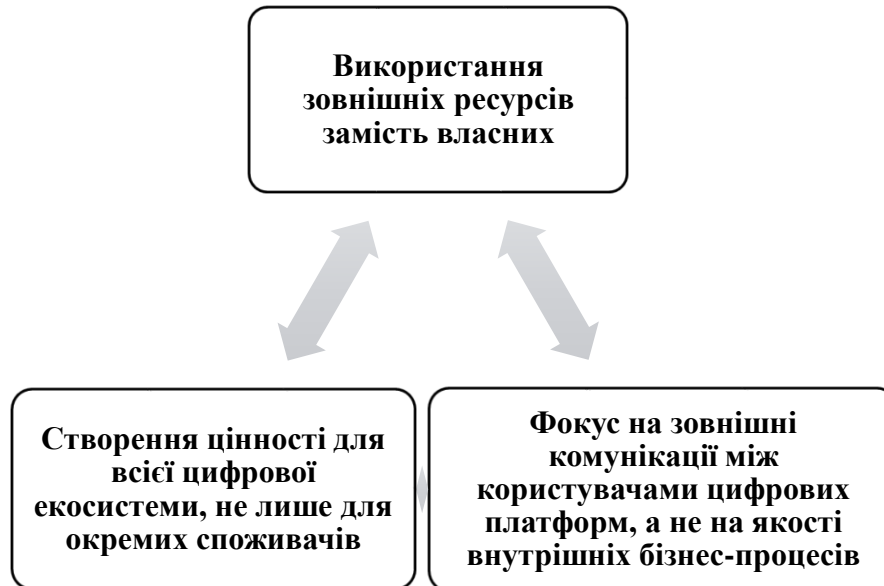 Використання
зовнішніх ресурсів
замість власних
Створення цінності для
всієї цифрової
екосистеми, не лише для
окремих споживачів
Фокус на зовнішні
комунікації між
користувачами цифрових
платформ, а не на якості
внутрішніх бізнес-процесів